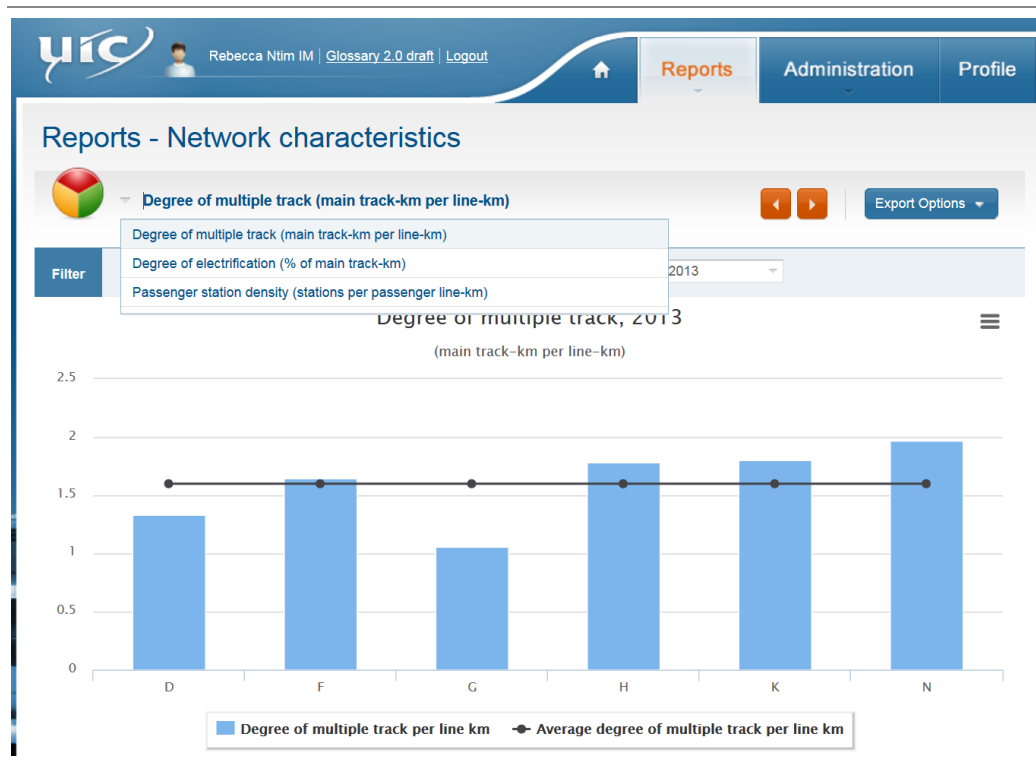 uic
Rebecca Ntim IM | Glossary 2.0 draft | Logout
Reports
Administration
Profile
Reports - Network characteristics
Degree of multiple track (main track-km per line-km)
Export Options
Degree of multiple track (main track-km per line-km)
Degree of electrification (% of main track-km)
Passenger station density (stations per passenger line-km)
Filter
2013
Degree of multiple track, 2013
(main track-km per line-km)
2.5
2
1.5
1
0.5
0
D F G H K N
Degree of multiple track per line km
Average degree of multiple track per line km